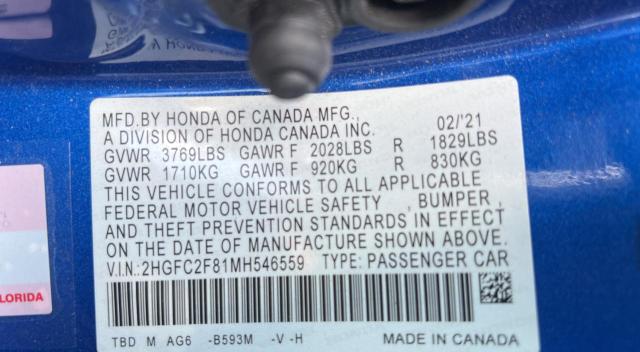 MFD.BY HONDA OF CANADA MFG.,
A DIVISION OF HONDA CANADA INC. 02/'21
GVWR 3769LBS GAWR F 2028LBS R 1829LBS
GVWR 1710KG GAWR F 920KG R 830KG
THIS VEHICLE CONFORMS TO ALL APPLICABLE
FEDERAL MOTOR VEHICLE SAFETY , BUMPER ,
AND THEFT PREVENTION STANDARDS IN EFFECT
ON THE DATE OF MANUFACTURE SHOWN ABOVE.
V.I.N.:2HGFC2F81MH546559 TYPE: PASSENGER CAR
TBD M AG6 -B593M -V -H MADE IN CANADA
LORIDA